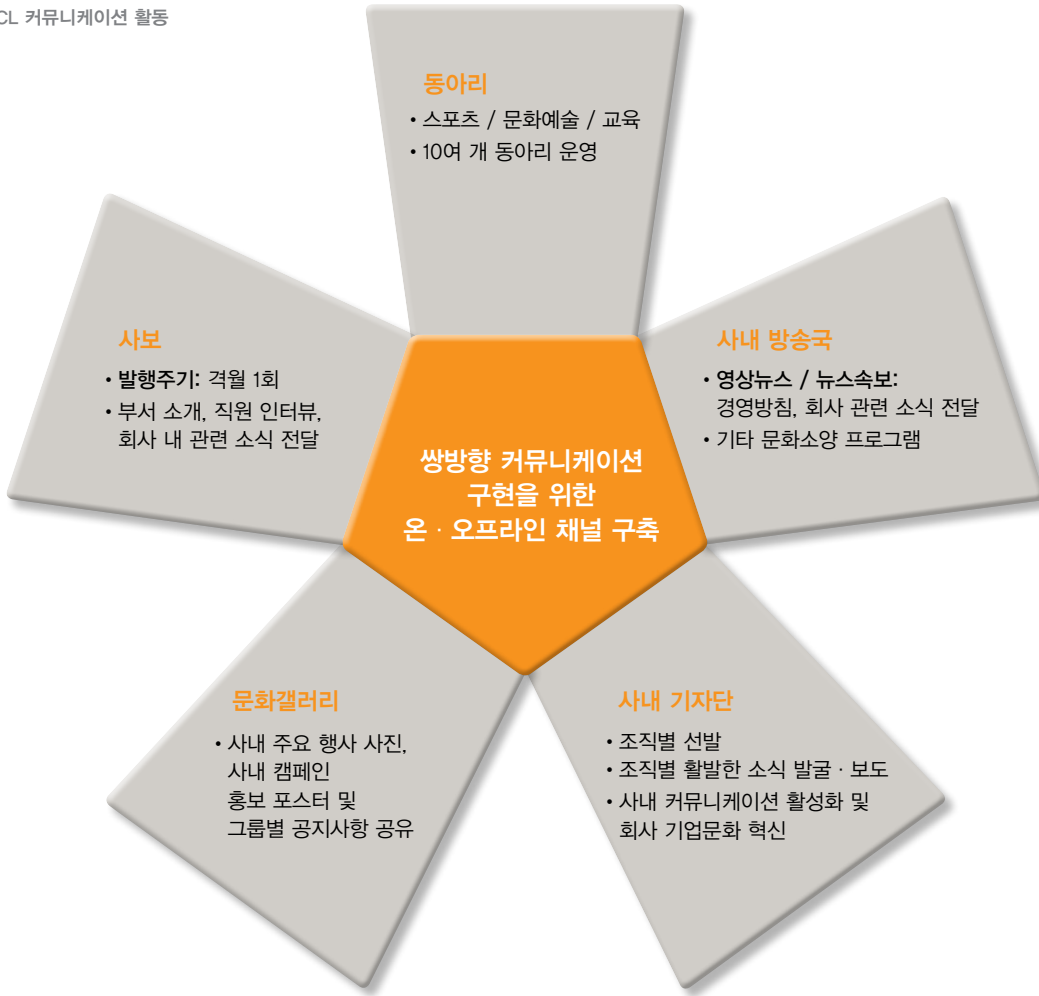 CL 커뮤니케이션 활동
동아리
• 스포츠 / 문화예술 / 교육
• 10여 개 동아리 운영
사보
• 발행주기: 격월 1회
• 부서 소개, 직원 인터뷰,
회사 내 관련 소식 전달
사내 방송국
• 영상뉴스 / 뉴스속보:
경영방침, 회사 관련 소식 전달
• 기타 문화소양 프로그램
쌍방향 커뮤니케이션
구현을 위한
온 · 오프라인 채널 구축
문화갤러리
• 사내 주요 행사 사진,
사내 캠페인
홍보 포스터 및
그룹별 공지사항 공유
사내 기자단
• 조직별 선발
• 조직별 활발한 소식 발굴 · 보도
• 사내 커뮤니케이션 활성화 및
회사 기업문화 혁신